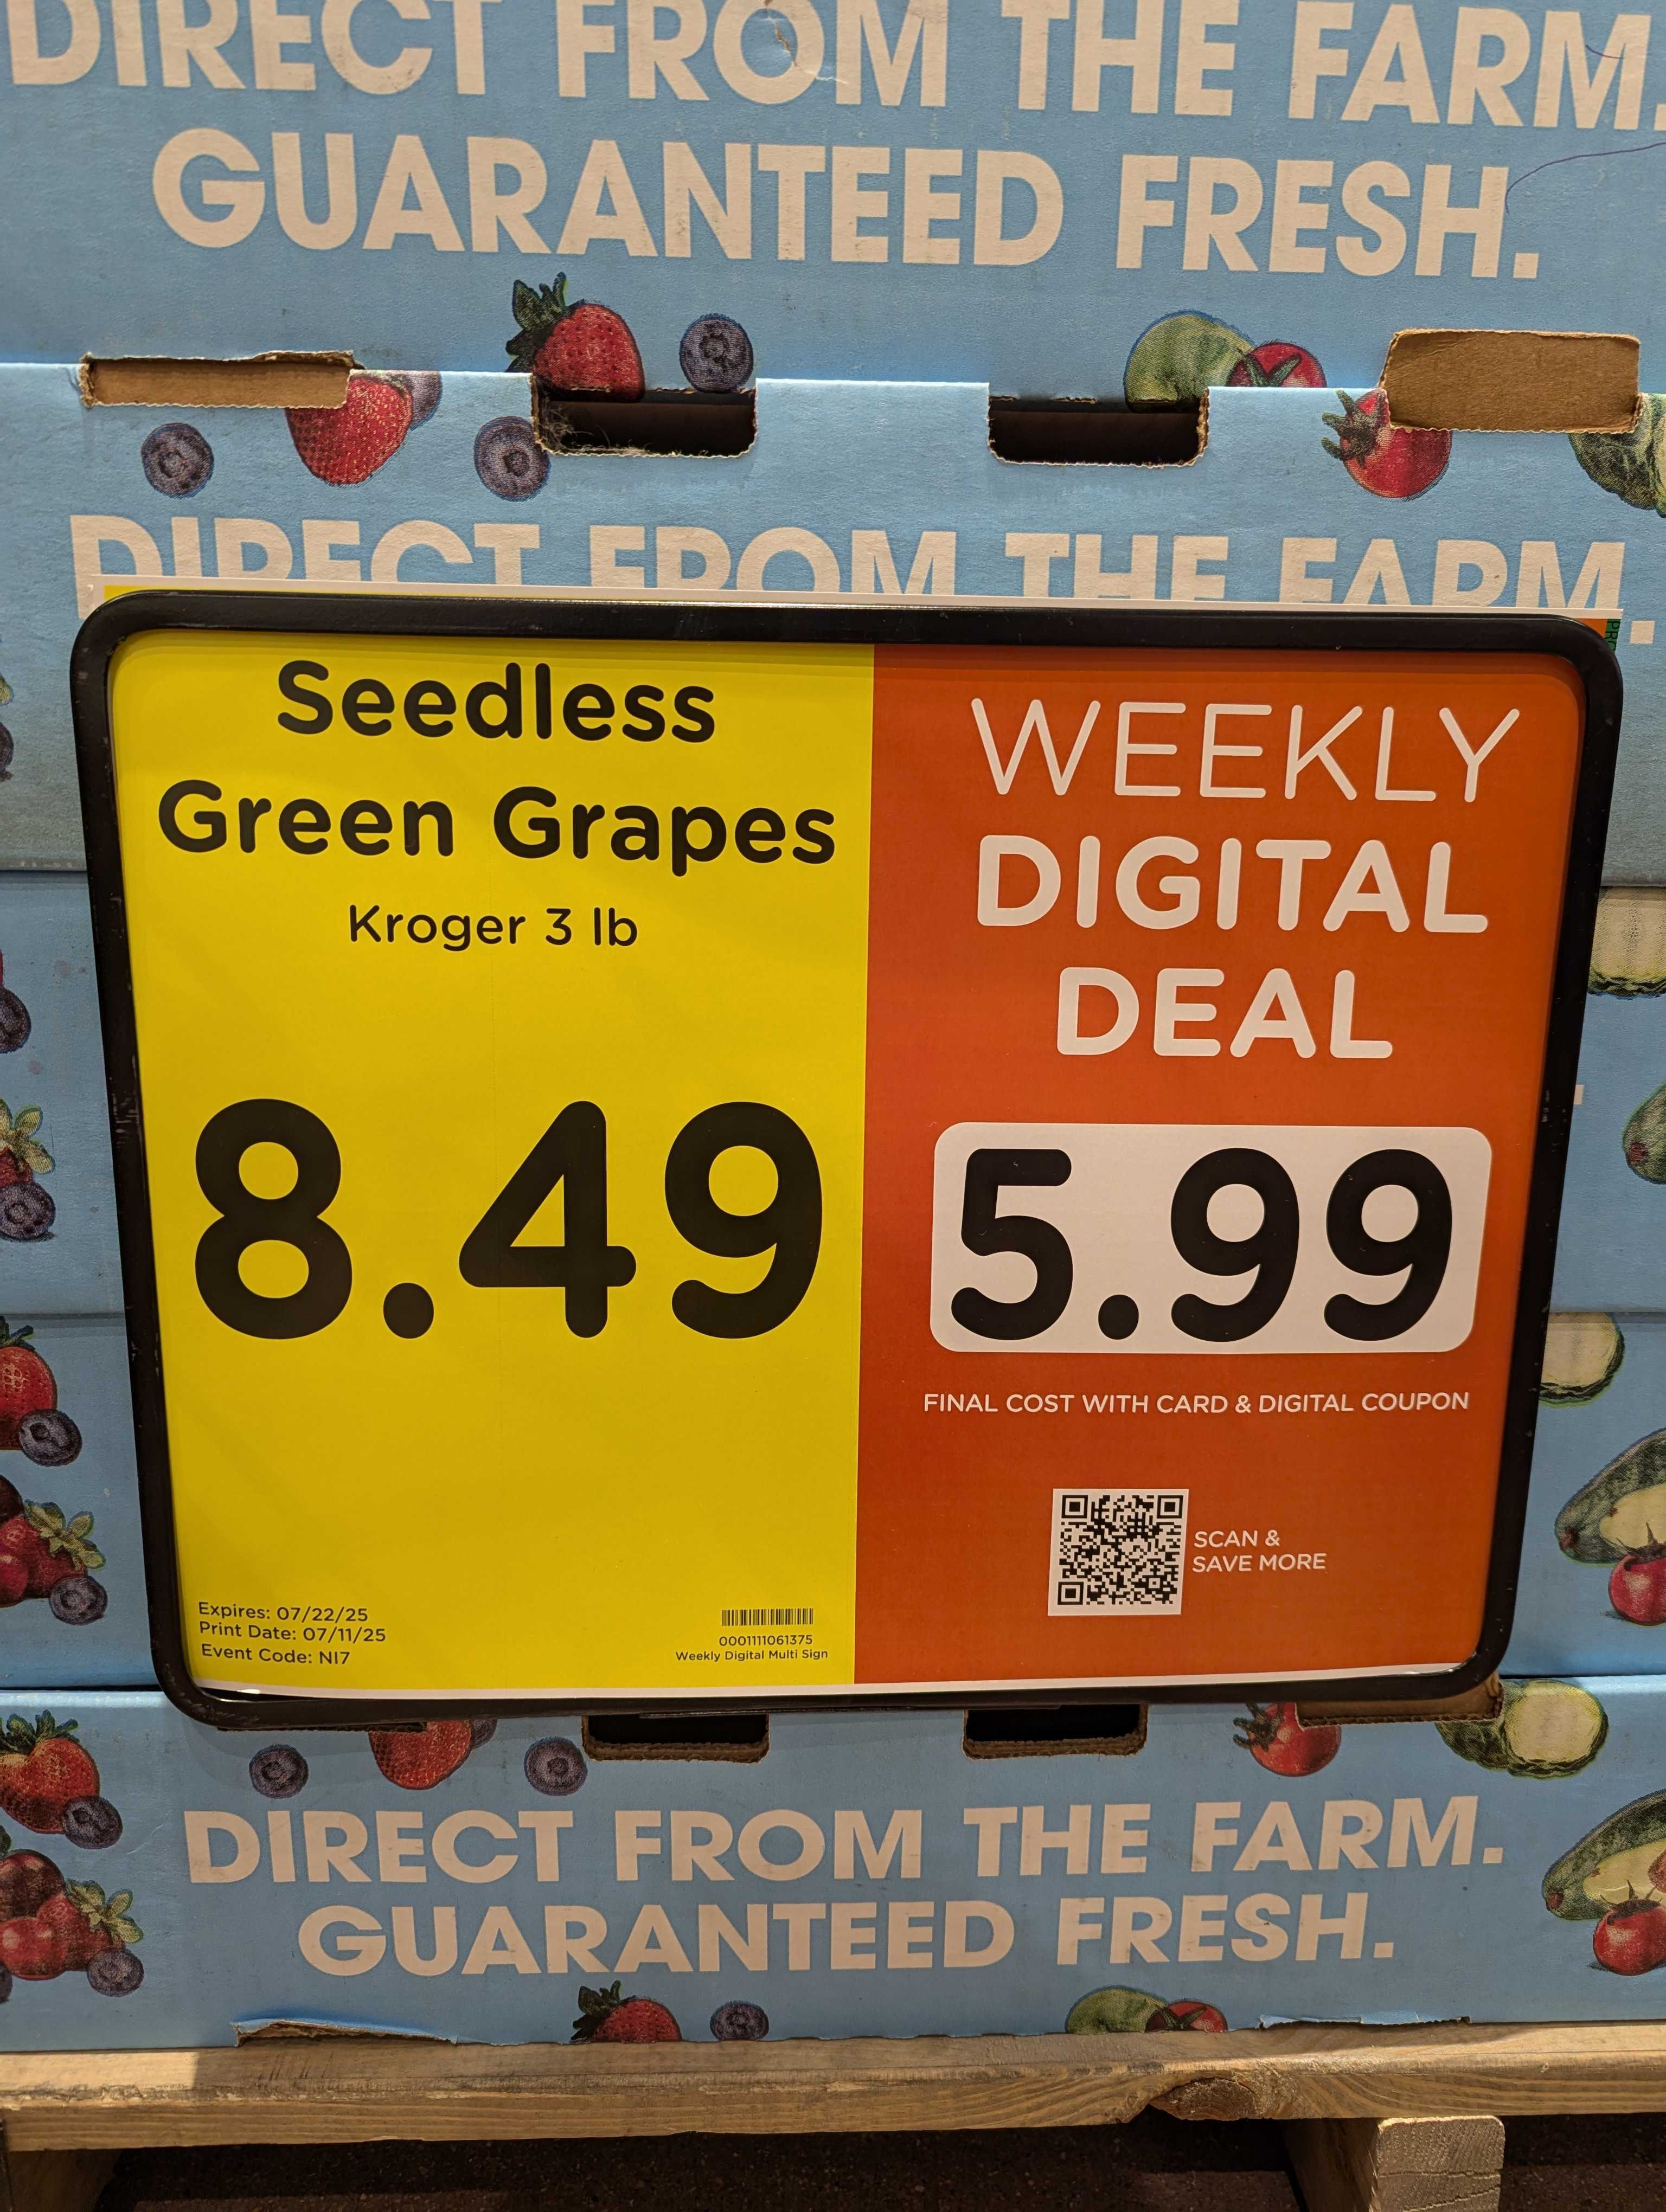 DIRECT FROM THE FARM.
GUARANTEED FRESH.
DIRECT FROM THE FARM.
Seedless
Green Grapes
Kroger 3 lb
8.49
Expires: 07/22/25
Print Date: 07/11/25
Event Code: NI7
0001111061375
Weekly Digital Multi Sign
WEEKLY
DIGITAL
DEAL
5.99
FINAL COST WITH CARD & DIGITAL COUPON
SCAN &
SAVE MORE
DIRECT FROM THE FARM.
GUARANTEED FRESH.